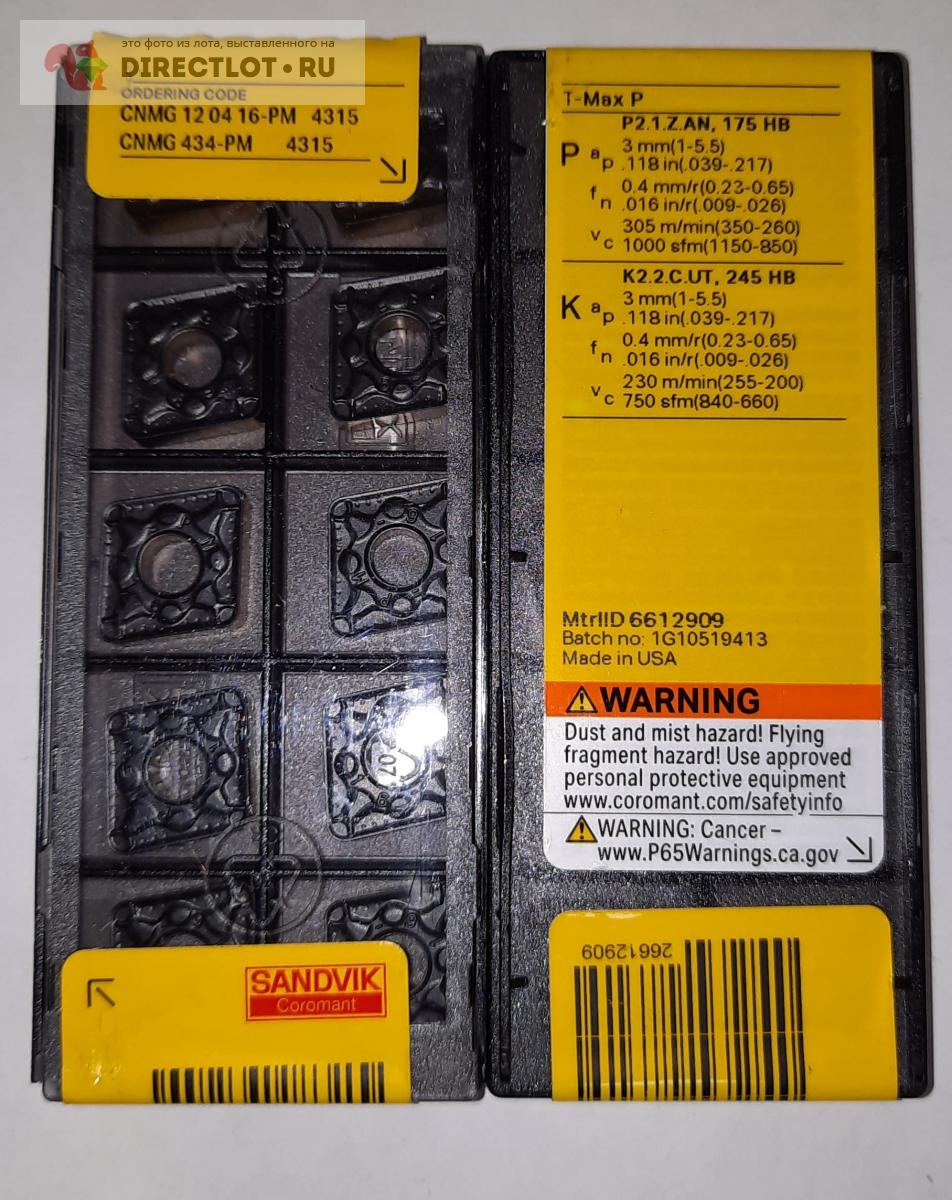 это фото из лота, выставленного на
DIRECTLOT.RU
ORDERING CODE
CNMG 12 04 16-PM 4315
CNMG 434-PM 4315
SANDVIK
Coromant
T-Max P
P2.1.Z.AN, 175 HB
P ap 3 mm(1-5.5)
.118 in(.039-.217)
fn 0.4 mm/r(0.23-0.65)
.016 in/r(.009-.026)
vc 305 m/min(350-260)
1000 sfm(1150-850)
K2.2.C.UT, 245 HB
K ap 3 mm(1-5.5)
.118 in(.039-.217)
fn 0.4 mm/r(0.23-0.65)
.016 in/r(.009-.026)
vc 230 m/min(255-200)
750 sfm(840-660)
MtrlID 6612909
Batch no: 1G10519413
Made in USA
WARNING
Dust and mist hazard! Flying
fragment hazard! Use approved
personal protective equipment
www.coromant.com/safetyinfo
WARNING: Cancer –
www.P65Warnings.ca.gov
26612909